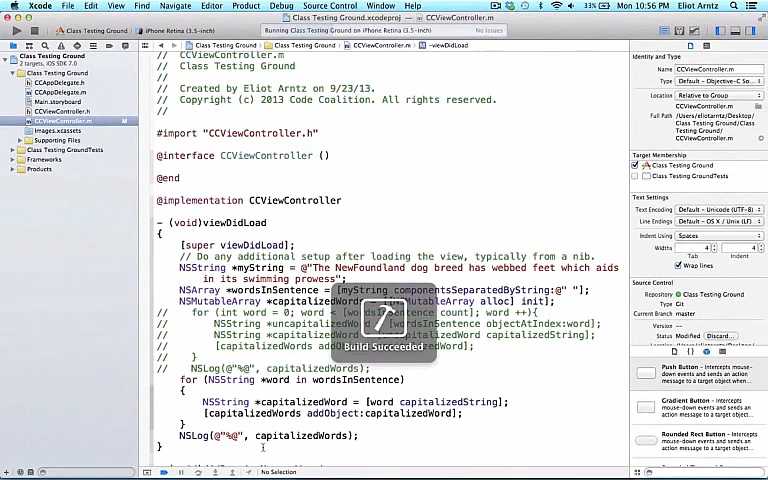 Xcode File Edit View Find Navigate Editor Product Debug Source Control Window Help 33% Mon 10:56 PM Eliot Arntz
Class Testing Ground.xcodeproj — CCViewController.m
Class Testing Ground iPhone Retina (3.5-inch)
Running Class Testing Ground on iPhone Retina (3.5-inch)
No Issues
Class Testing Ground
2 targets, iOS SDK 7.0
Class Testing Ground
CCAppDelegate.h
CCAppDelegate.m
Main.storyboard
CCViewController.h
CCViewController.m M
Images.xcassets
Supporting Files
Class Testing GroundTests
Frameworks
Products
Class Testing Ground Class Testing Ground CCViewController.m -viewDidLoad
// CCViewController.m
// Class Testing Ground
//
// Created by Eliot Arntz on 9/23/13.
// Copyright (c) 2013 Code Coalition. All rights reserved.
//
#import "CCViewController.h"
@interface CCViewController ()
@end
@implementation CCViewController
- (void)viewDidLoad
{
[super viewDidLoad];
// Do any additional setup after loading the view, typically from a nib.
NSString *myString = @"The NewFoundland dog breed has webbed feet which aids
in its swimming prowess";
NSArray *wordsInSentence = [myString componentsSeparatedByString:@" "];
NSMutableArray *capitalizedWords = alloc] init];
// for (int word = 0; word < [wordsInSentence count]; word ++){
// NSString *uncapitalizedWord objectAtIndex:word];
// NSString *capitalizedWord capitalizedString];
// [capitalizedWords addObject:capitalizedWord];
// }
// NSLog(@"%@", capitalizedWords);
for (NSString *word in wordsInSentence)
{
NSString *capitalizedWord = [word capitalizedString];
[capitalizedWords addObject:capitalizedWord];
}
NSLog(@"%@", capitalizedWords);
}
Build Succeeded
No Selection
Identity and Type
Name CCViewController.m
Type Default - Objective-C So...
Location Relative to Group
CCViewController.m
Full Path /Users/eliotarntz/Desktop/
Class Testing Ground/Class
Testing Ground/
CCViewController.m
Target Membership
Class Testing Ground
Class Testing GroundTests
Text Settings
Text Encoding Default - Unicode (UTF-8)
Line Endings Default - OS X / Unix (LF)
Indent Using Spaces
Widths 4 4
Tab Indent
Wrap lines
Source Control
Repository Class Testing Ground
Type Git
Current Branch master
Version --
Status Modified Discard...
Push Button - Intercepts mouse-
down events and sends an
action message to a target
object when...
Gradient Button - Intercepts
mouse-down events and sends an
action message to a target object...
Rounded Rect Button - Intercepts
mouse-down events and sends an
action message to a target object...